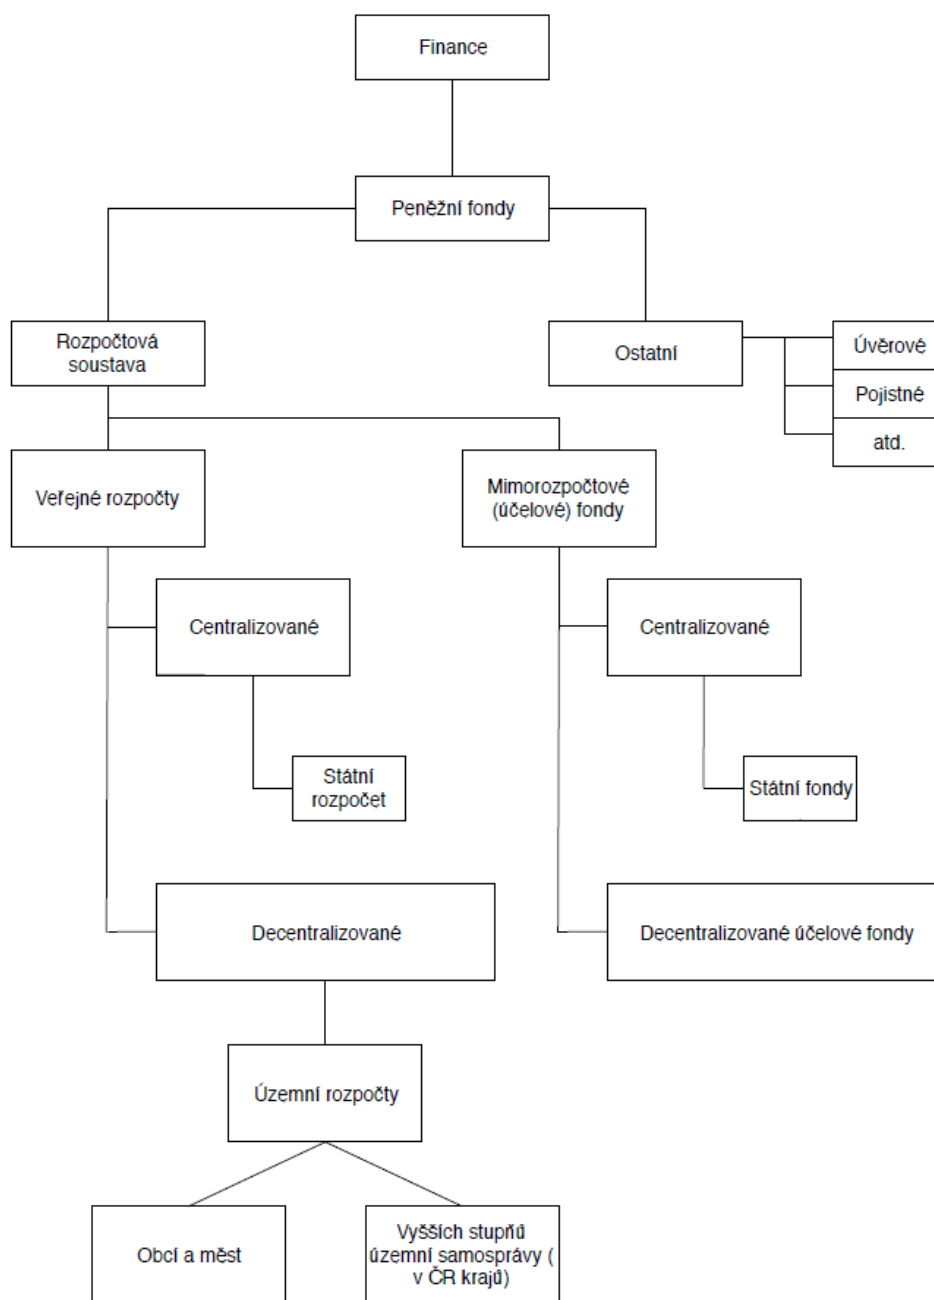 Finance
Peněžní fondy
Rozpočtová
soustava
Ostatní
Úvěrové
Pojistné
atd.
Veřejné rozpočty
Mimorozpočtové
(účelové) fondy
Centralizované
Centralizované
Státní
rozpočet
Státní fondy
Decentralizované
Decentralizované účelové fondy
Územní rozpočty
Obcí a měst
Vyšších stupňů
územní samosprávy (
v ČR krajů)